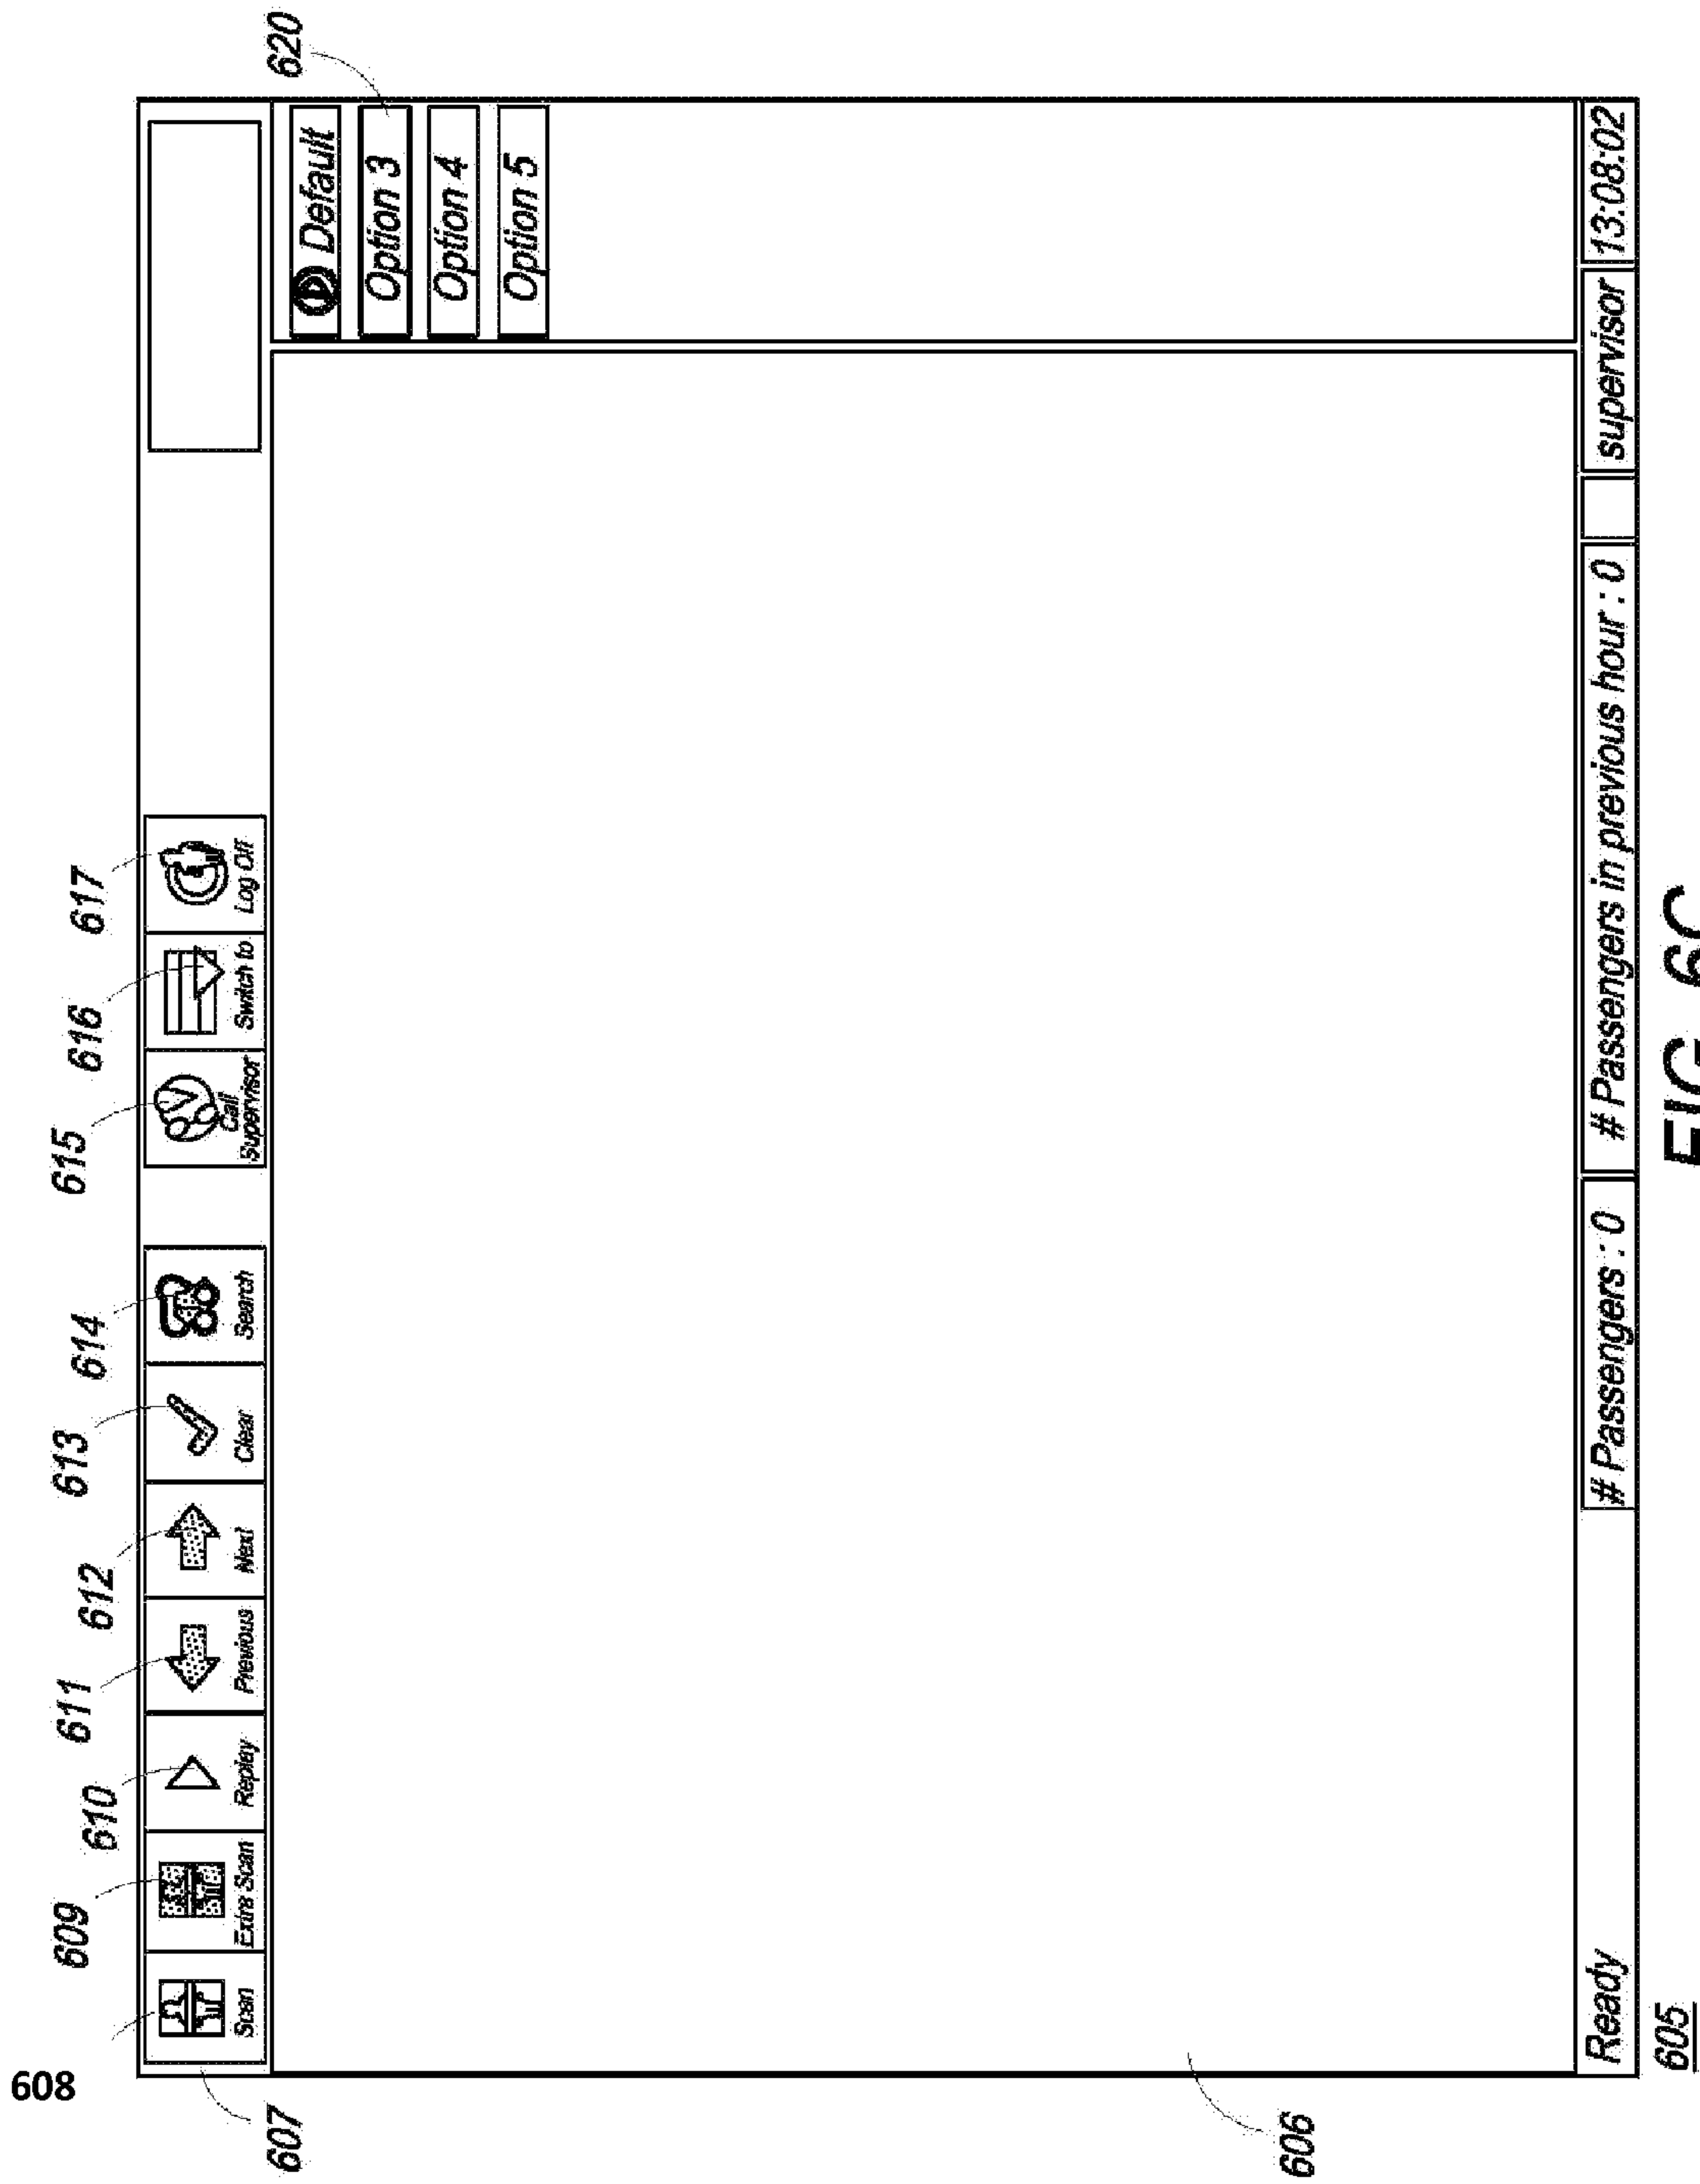 608
607
609
610
611
612
613
614
615
616
617
Scan
Extra Scan
Replay
Previous
Next
Clear
Search
Call
Supervisor
Switch to
Log Off
Default
Option 3
Option 4
Option 5
620
606
Ready
# Passengers : 0
# Passengers in previous hour : 0
supervisor
13:08:02
605
FIG. 6C